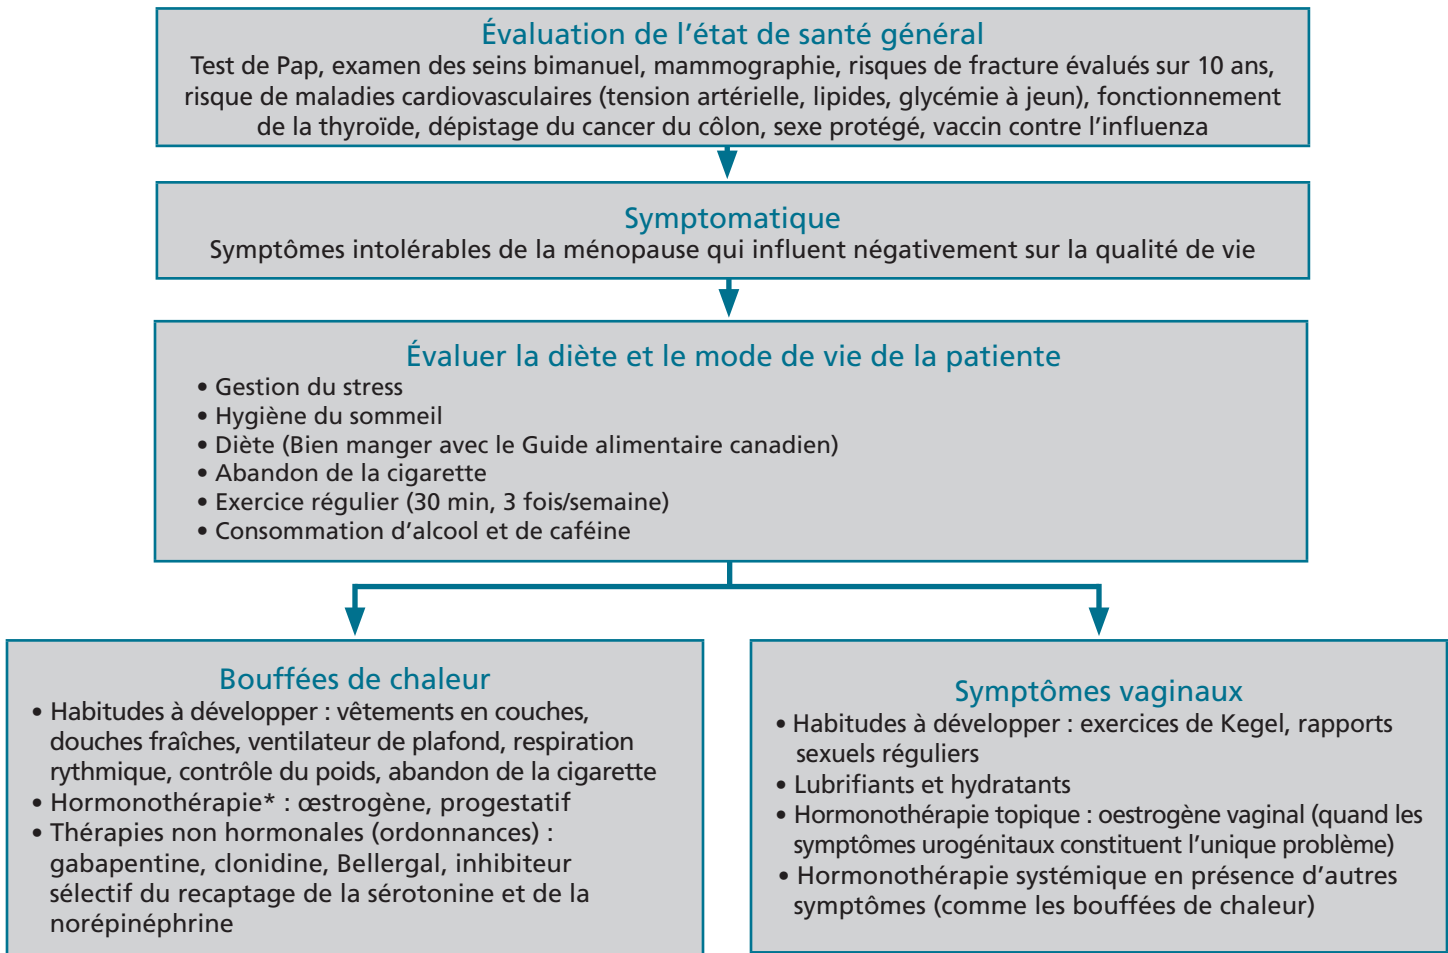 Évaluation de l’état de santé général
Test de Pap, examen des seins bimanuel, mammographie, risques de fracture évalués sur 10 ans,
risque de maladies cardiovasculaires (tension artérielle, lipides, glycémie à jeun), fonctionnement
de la thyroïde, dépistage du cancer du côlon, sexe protégé, vaccin contre l’influenza
Symptomatique
Symptômes intolérables de la ménopause qui influent négativement sur la qualité de vie
Évaluer la diète et le mode de vie de la patiente
• Gestion du stress
• Hygiène du sommeil
• Diète (Bien manger avec le Guide alimentaire canadien)
• Abandon de la cigarette
• Exercice régulier (30 min, 3 fois/semaine)
• Consommation d’alcool et de caféine
Bouffées de chaleur
• Habitudes à développer : vêtements en couches,
douches fraîches, ventilateur de plafond, respiration
rythmique, contrôle du poids, abandon de la cigarette
• Hormonothérapie* : œstrogène, progestatif
• Thérapies non hormonales (ordonnances) :
gabapentine, clonidine, Bellergal, inhibiteur
sélectif du recaptage de la sérotonine et de la
norépinéphrine
Symptômes vaginaux
• Habitudes à développer : exercices de Kegel, rapports
sexuels réguliers
• Lubrifiants et hydratants
• Hormonothérapie topique : oestrogène vaginal (quand les
symptômes urogénitaux constituent l’unique problème)
• Hormonothérapie systémique en présence d’autres
symptômes (comme les bouffées de chaleur)